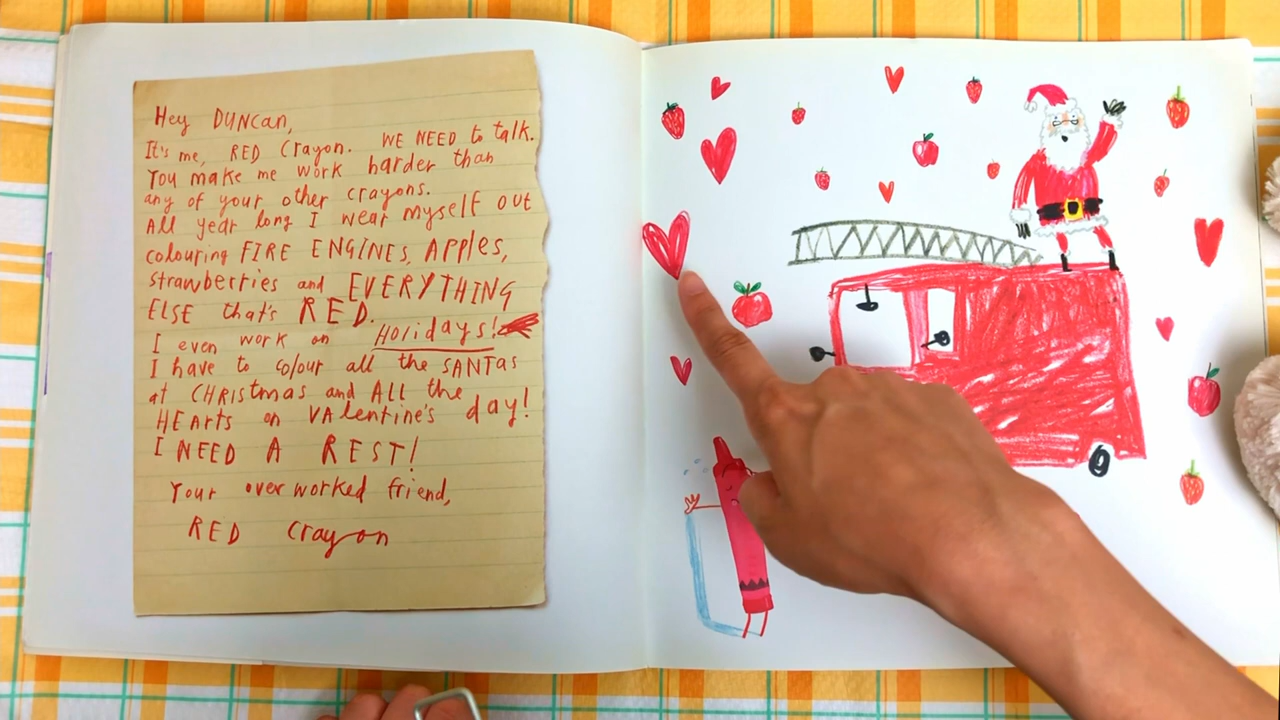 Hey DUNCan,
It's me, RED Crayon. WE NEED to talk.
You make me work harder than
any of your other crayons.
All year long I wear myself out
colouring FIRE ENGINES, Apples,
strawberries and EVERYTHING
ELSE that's RED.
I even work on Holidays!
I have to colour all the SANTas
at CHRistmas and All the
HEArts on VAlentine's day!
I NEED A REST!
Your overworked friend,
RED Crayon